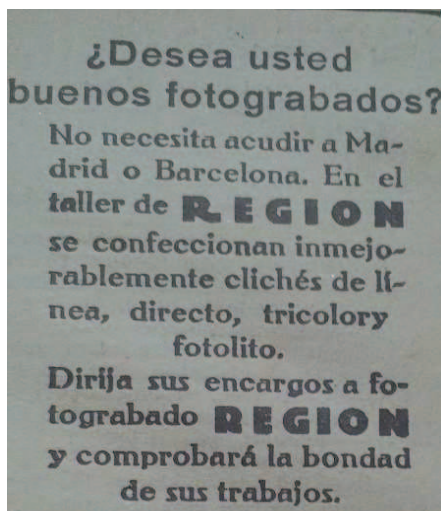 ¿Desea usted
buenos fotograbados?
No necesita acudir a Ma-
drid o Barcelona. En el
taller de REGION
se confeccionan inmejo-
rablemente clichés de lí-
nea, directo, tricolory
fotolito.
Dirija sus encargos a fo-
tograbado REGION
y comprobará la bondad
de sus trabajos.